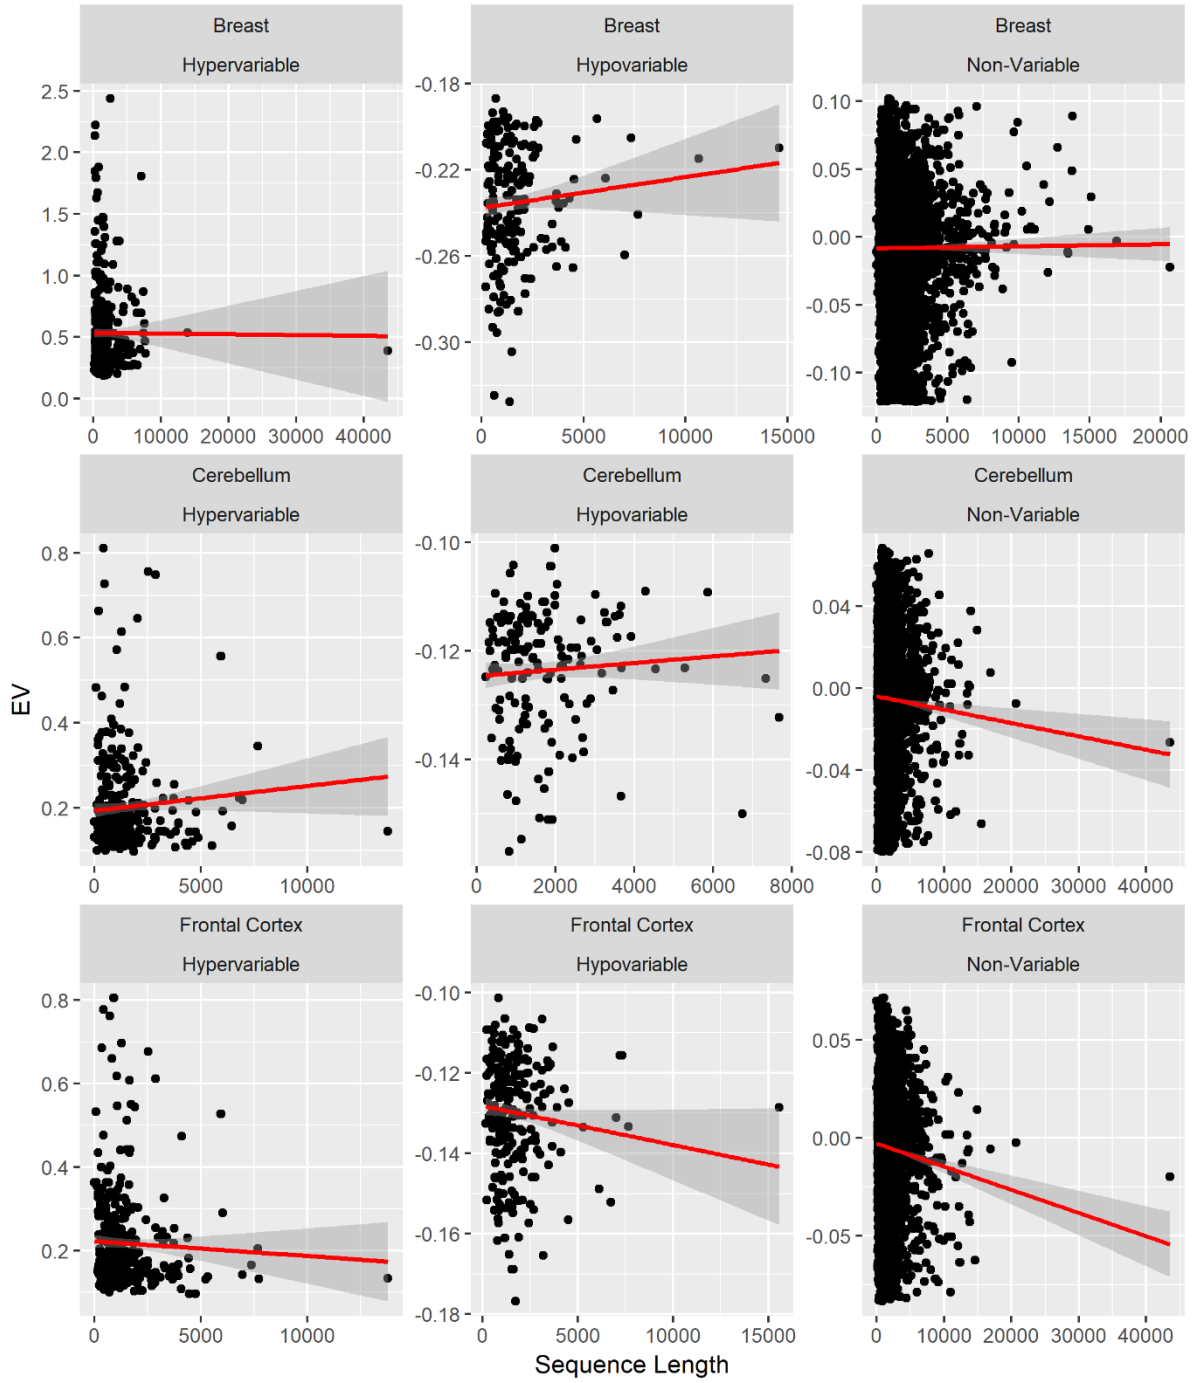 Breast
Hypervariable
2.5
2.0
1.5
1.0
0.5
0.0
0 10000 20000 30000 40000
Breast
Hypovariable
-0.18
-0.22
-0.26
-0.30
0 5000 10000 15000
Breast
Non-Variable
0.10
0.05
0.00
-0.05
-0.10
0 5000 10000 15000 20000
Cerebellum
Hypervariable
0.8
0.6
0.4
0.2
0 5000 10000
Cerebellum
Hypovariable
-0.10
-0.12
-0.14
0 2000 4000 6000 8000
Cerebellum
Non-Variable
0.04
0.00
-0.04
-0.08
0 10000 20000 30000 40000
Frontal Cortex
Hypervariable
0.8
0.6
0.4
0.2
0 5000 10000
Frontal Cortex
Hypovariable
-0.10
-0.12
-0.14
-0.16
-0.18
0 5000 10000 15000
Frontal Cortex
Non-Variable
0.05
0.00
-0.05
0 10000 20000 30000 40000
EV
Sequence Length